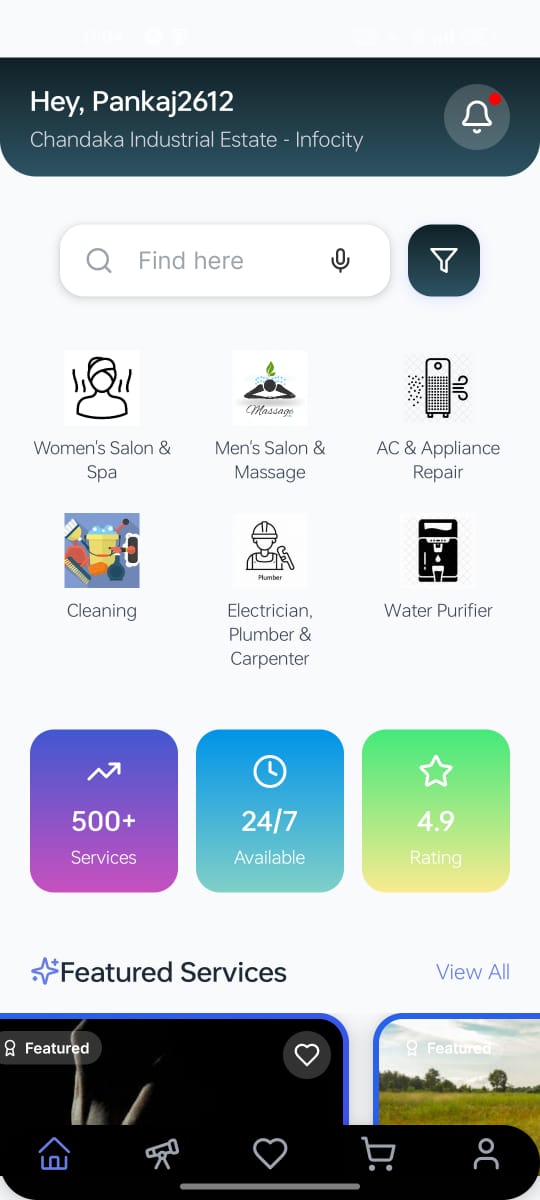 Hey, Pankaj2612
Chandaka Industrial Estate - Infocity
Find here
Massage
Women's Salon &
Spa
Men's Salon &
Massage
AC & Appliance
Repair
Plumber
Cleaning
Electrician,
Plumber &
Carpenter
Water Purifier
500+
Services
24/7
Available
4.9
Rating
Featured Services
View All
Featured
Featured